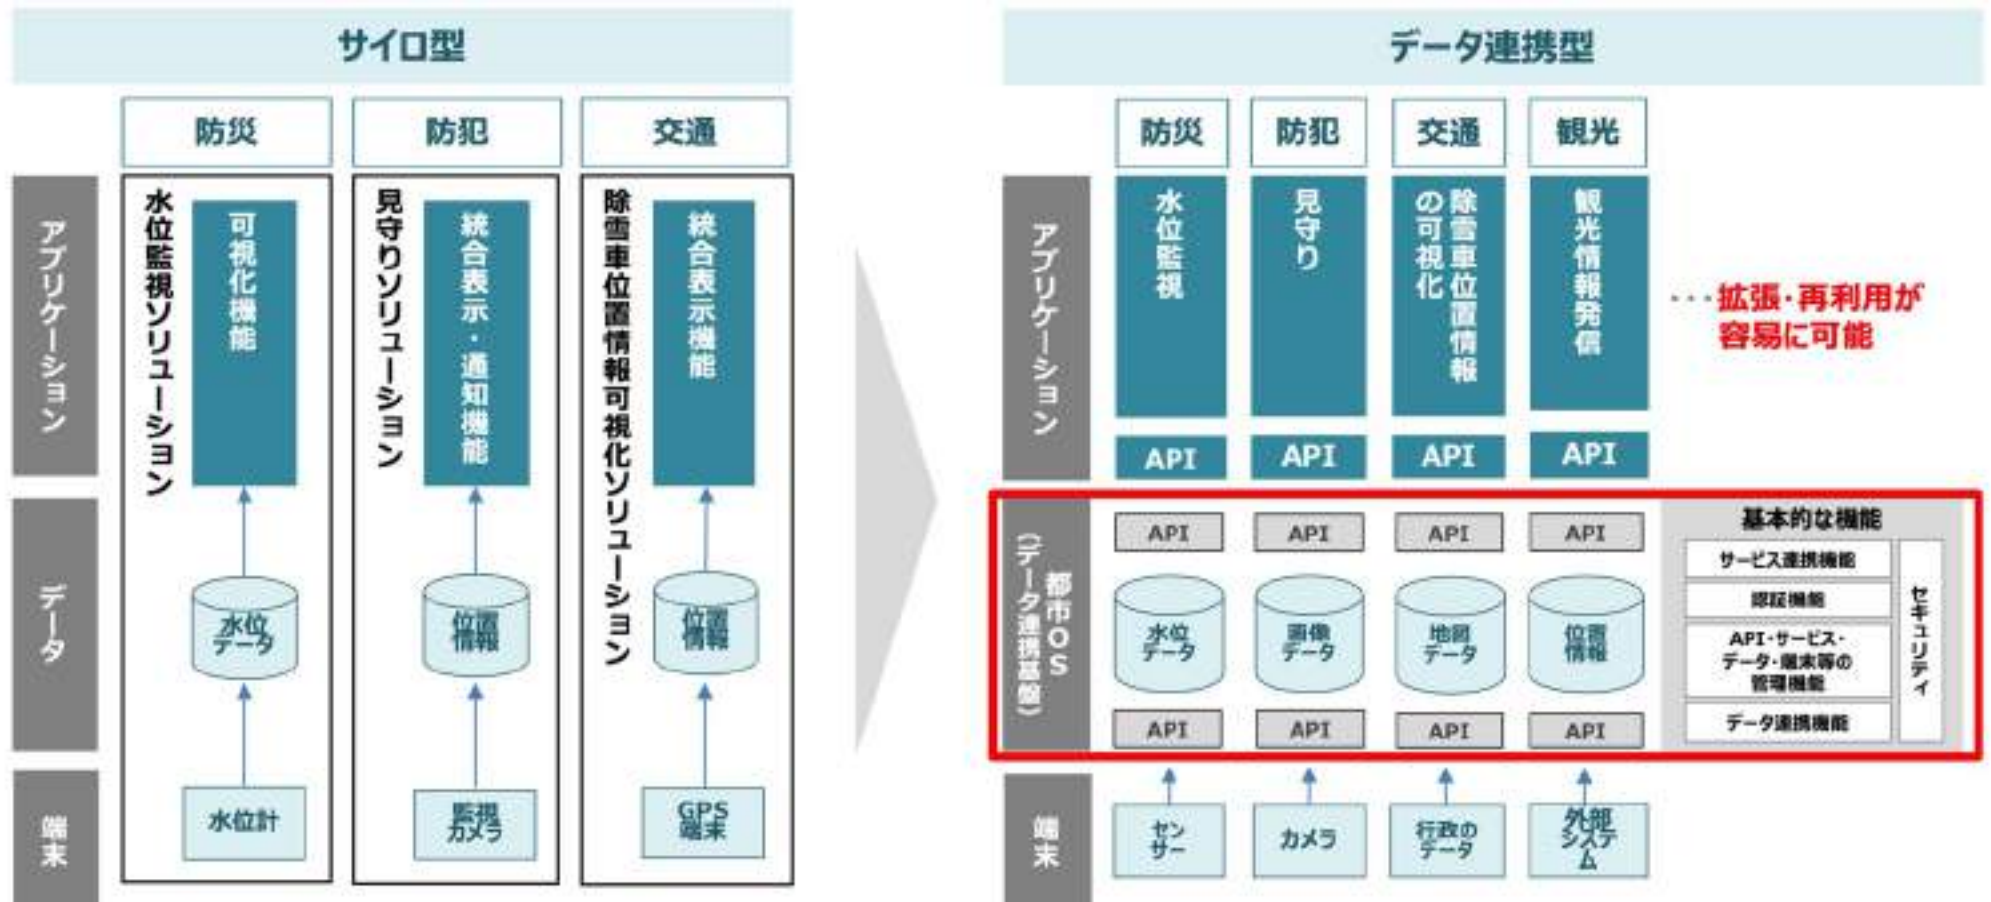 サイロ型
防災
防犯
交通
アプリケーション
データ
端末
水位監視ソリューション
可視化機能
水位
データ
水位計
見守りソリューション
統合表示・通知機能
位置
情報
監視
カメラ
除雪車位置情報可視化ソリューション
統合表示機能
位置
情報
GPS
端末
データ連携型
防災
防犯
交通
観光
アプリケーション
水位監視
見守り
除雪車位置情報
の可視化
観光情報発信
API
API
API
API
・・・拡張・再利用が
容易に可能
都市OS
(データ連携基盤)
API
API
API
API
水位
データ
画像
データ
地図
データ
位置
情報
API
API
API
API
基本的な機能
サービス連携機能
認証機能
API・サービス・
データ・端末等の
管理機能
データ連携機能
セキュリティ
端末
セン
サー
カメラ
行政の
データ
外部
システ
ム